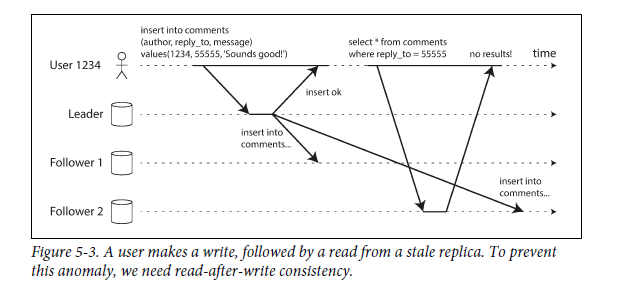 insert into comments
(author, reply_to, message)
values(1234, 55555, 'Sounds good!')
select * from comments
where reply_to = 55555
no results!
time
User 1234
insert ok
Leader
insert into
comments...
Follower 1
insert into
comments...
Follower 2
Figure 5-3. A user makes a write, followed by a read from a stale replica. To prevent
this anomaly, we need read-after-write consistency.